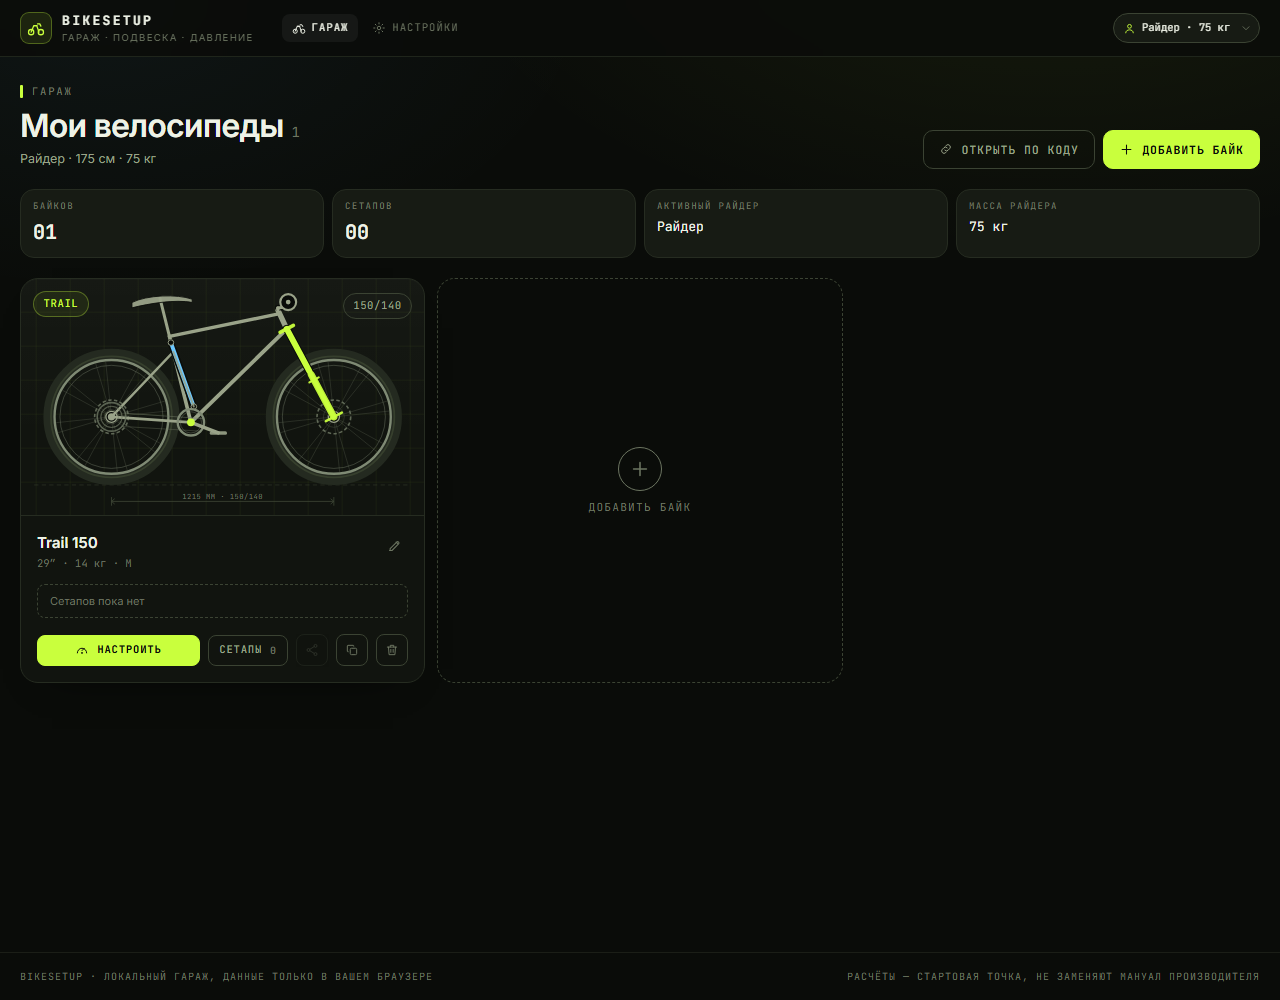 BIKESETUP
ГАРАЖ · ПОДВЕСКА · ДАВЛЕНИЕ
ГАРАЖ
НАСТРОЙКИ
Райдер · 75 кг
ГАРАЖ
Мои велосипеды 1
Райдер · 175 см · 75 кг
ОТКРЫТЬ ПО КОДУ
ДОБАВИТЬ БАЙК
БАЙКОВ
01
СЕТАПОВ
00
АКТИВНЫЙ РАЙДЕР
Райдер
МАССА РАЙДЕРА
75 кг
TRAIL
150/140
1215 ММ · 150/140
Trail 150
29″ · 14 кг · M
Сетапов пока нет
НАСТРОИТЬ
СЕТАПЫ 0
ДОБАВИТЬ БАЙК
BIKESETUP · ЛОКАЛЬНЫЙ ГАРАЖ, ДАННЫЕ ТОЛЬКО В ВАШЕМ БРАУЗЕРЕ
РАСЧЁТЫ — СТАРТОВАЯ ТОЧКА, НЕ ЗАМЕНЯЮТ МАНУАЛ ПРОИЗВОДИТЕЛЯ